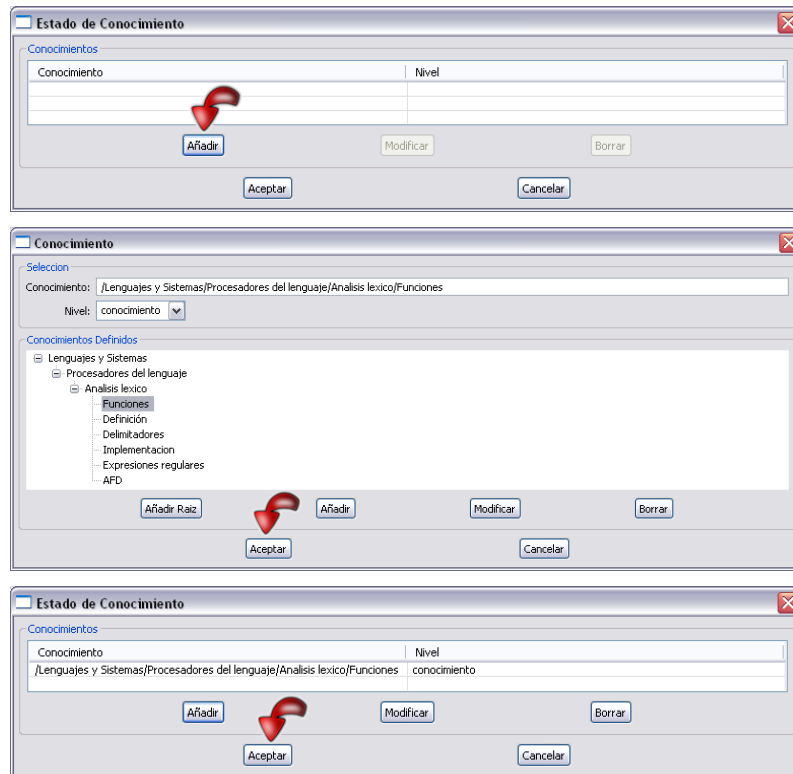 Estado de Conocimiento
Conocimientos
Conocimiento Nivel
Añadir Modificar Borrar
Aceptar Cancelar
Conocimiento
Seleccion
Conocimiento: /Lenguajes y Sistemas/Procesadores del lenguaje/Analisis lexico/Funciones
Nivel: conocimiento
Conocimientos Definidos
Lenguajes y Sistemas
Procesadores del lenguaje
Analisis lexico
Funciones
Definición
Delimitadores
Implementacion
Expresiones regulares
AFD
Añadir Raiz Añadir Modificar Borrar
Aceptar Cancelar
Estado de Conocimiento
Conocimientos
Conocimiento Nivel
/Lenguajes y Sistemas/Procesadores del lenguaje/Analisis lexico/Funciones conocimiento
Añadir Modificar Borrar
Aceptar Cancelar